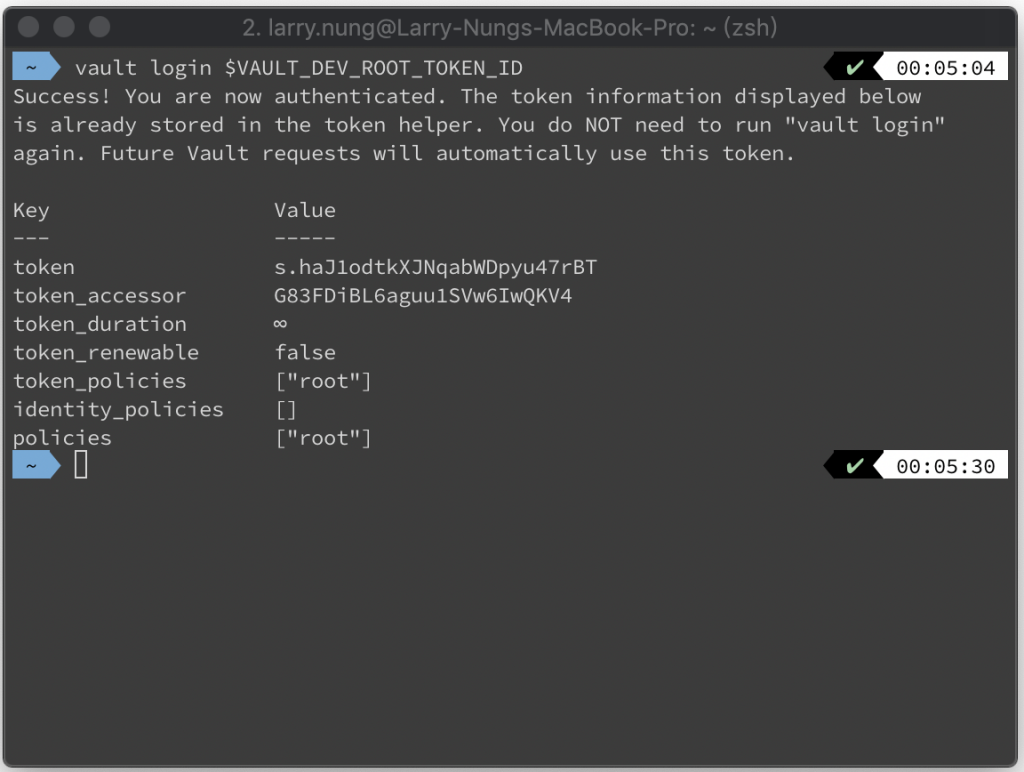 2. larry.nung@Larry-Nungs-MacBook-Pro: ~ (zsh)
~ vault login $VAULT_DEV_ROOT_TOKEN_ID ✔ 00:05:04
Success! You are now authenticated. The token information displayed below
is already stored in the token helper. You do NOT need to run "vault login"
again. Future Vault requests will automatically use this token.
Key Value
--- -----
token s.haJ1odtkXJNqabWDpyu47rBT
token_accessor G83FDiBL6aguu1SVw6IwQKV4
token_duration ∞
token_renewable false
token_policies ["root"]
identity_policies []
policies ["root"]
~ ✔ 00:05:30